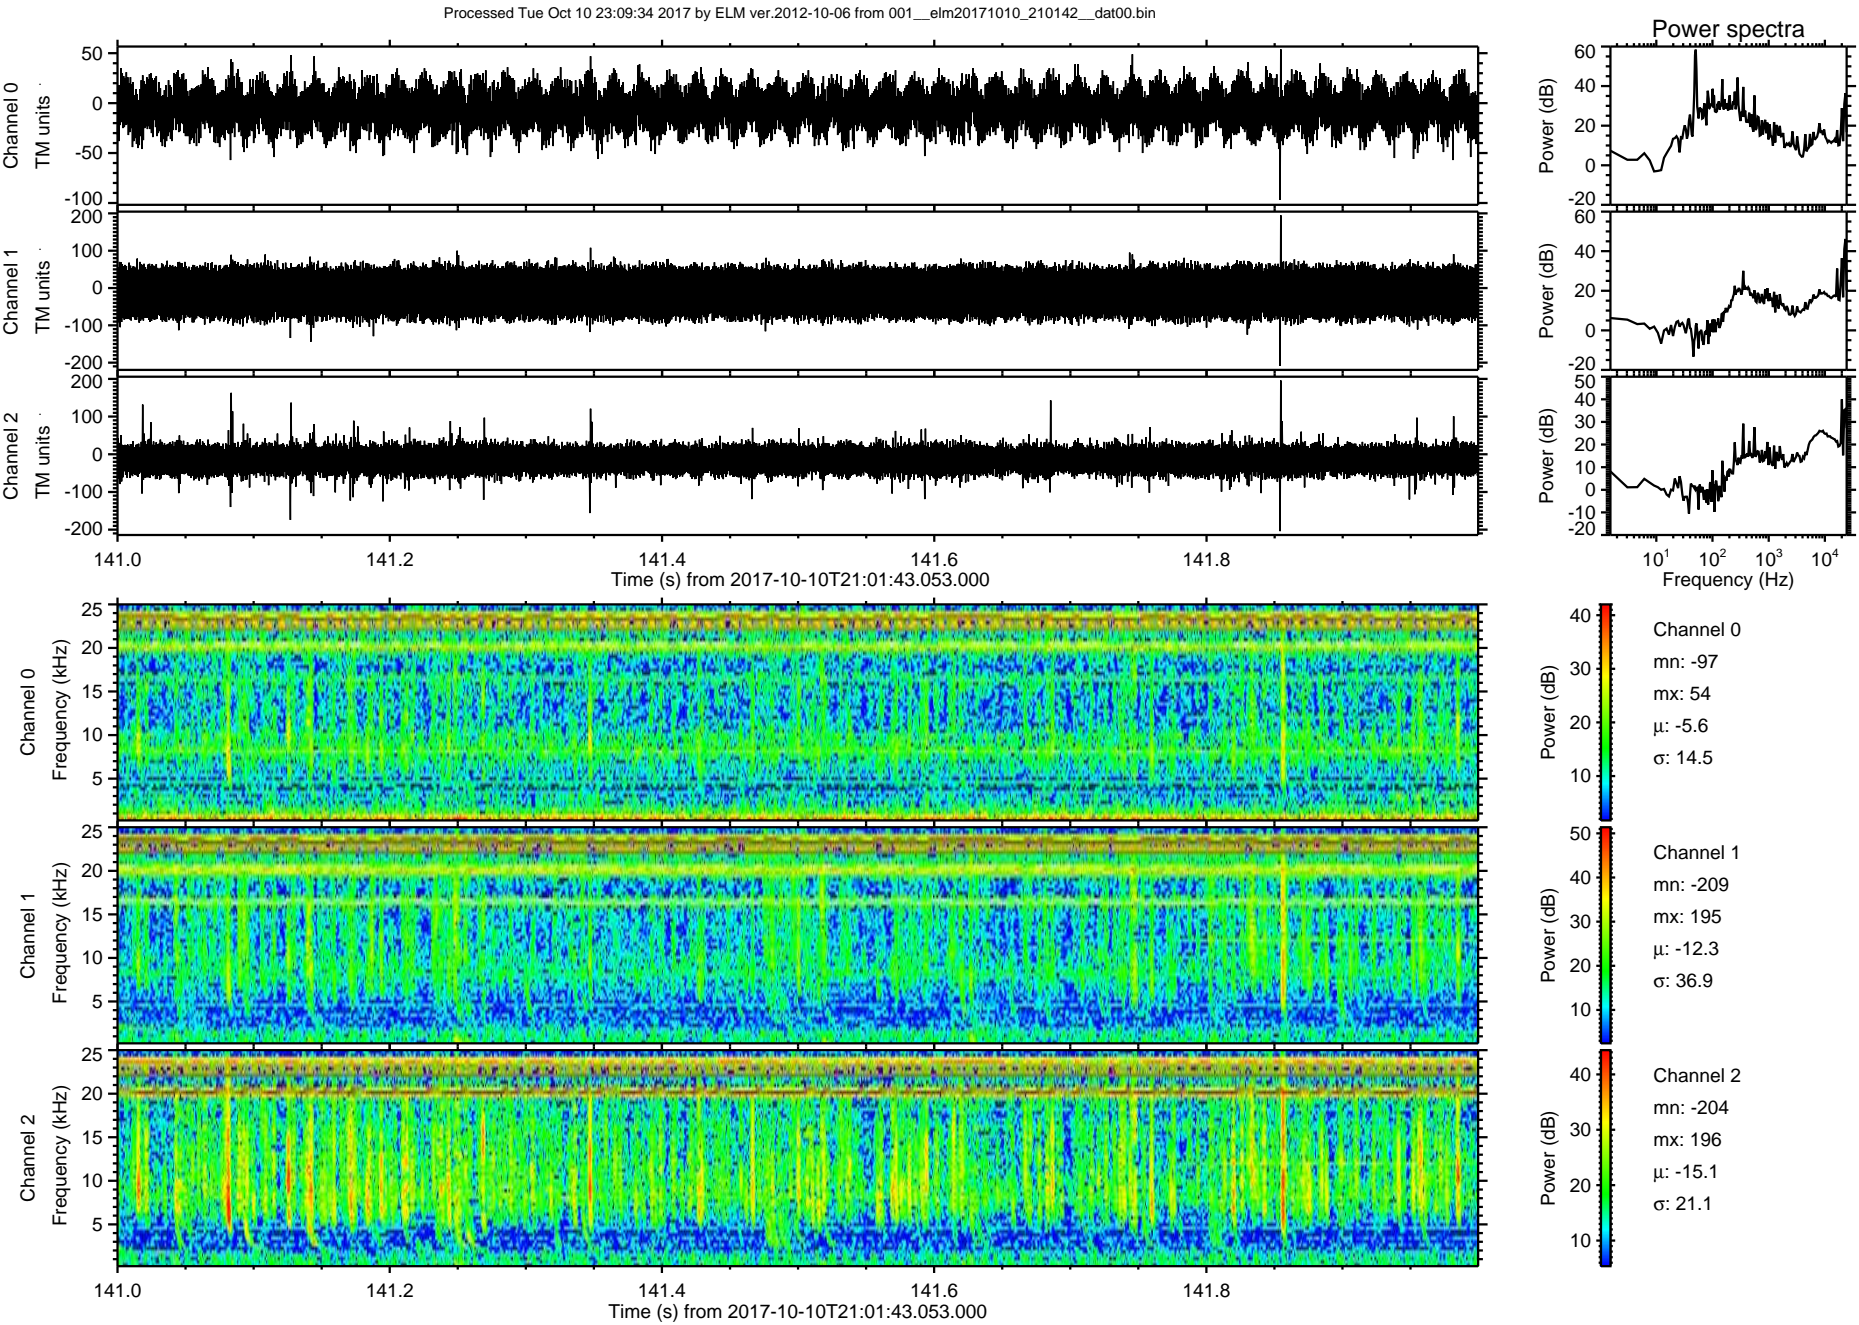 Processed Tue Oct 10 23:09:34 2017 by ELM ver.2012-10-06 from 001__elm20171010_210142__dat00.bin
Power spectra
Channel 0
TM units
50
0
-50
-100
Power (dB)
60
40
20
0
-20
Channel 1
TM units
200
100
0
-100
-200
Power (dB)
60
40
20
0
-20
Channel 2
TM units
200
100
0
-100
-200
Power (dB)
50
40
30
20
10
0
-10
-20
141.0 141.2 141.4 141.6 141.8
Time (s) from 2017-10-10T21:01:43.053.000
10^1 10^2 10^3 10^4
Frequency (Hz)
Channel 0
Frequency (kHz)
25
20
15
10
5
Power (dB)
40
30
20
10
Channel 0
mn: -97
mx: 54
µ: -5.6
σ: 14.5
Channel 1
Frequency (kHz)
25
20
15
10
5
Power (dB)
50
40
30
20
10
Channel 1
mn: -209
mx: 195
µ: -12.3
σ: 36.9
Channel 2
Frequency (kHz)
25
20
15
10
5
Power (dB)
40
30
20
10
Channel 2
mn: -204
mx: 196
µ: -15.1
σ: 21.1
141.0 141.2 141.4 141.6 141.8
Time (s) from 2017-10-10T21:01:43.053.000